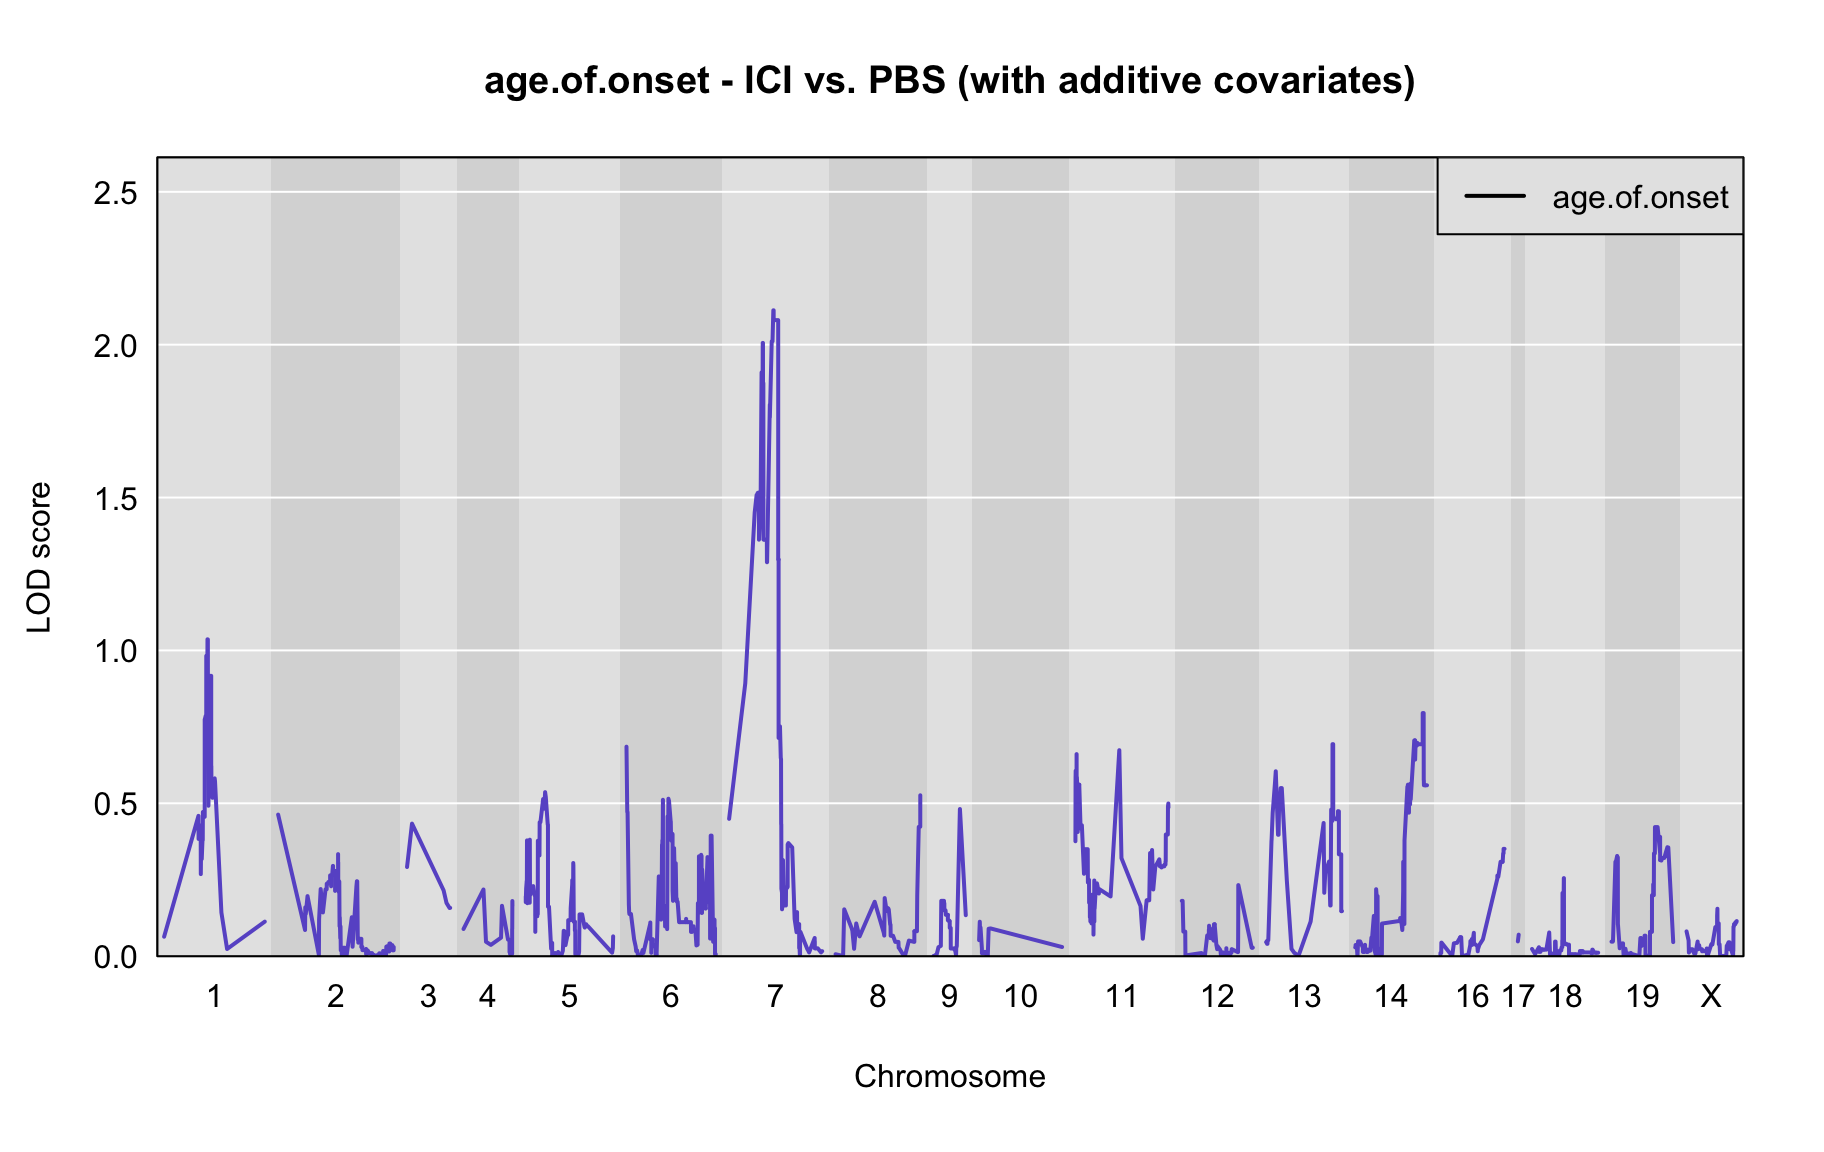 age.of.onset - ICI vs. PBS (with additive covariates)
age.of.onset
2.5
2.0
1.5
1.0
0.5
0.0
LOD score
1 2 3 4 5 6 7 8 9 10 11 12 13 14 16 17 18 19 X
Chromosome